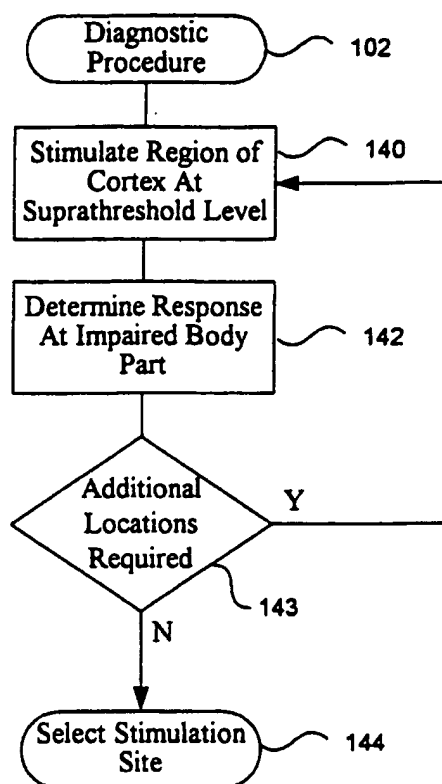 Diagnostic
Procedure
102
Stimulate Region of
Cortex At
Suprathreshold Level
140
Determine Response
At Impaired Body
Part
142
Additional
Locations
Required
Y
143
N
Select Stimulation
Site
144